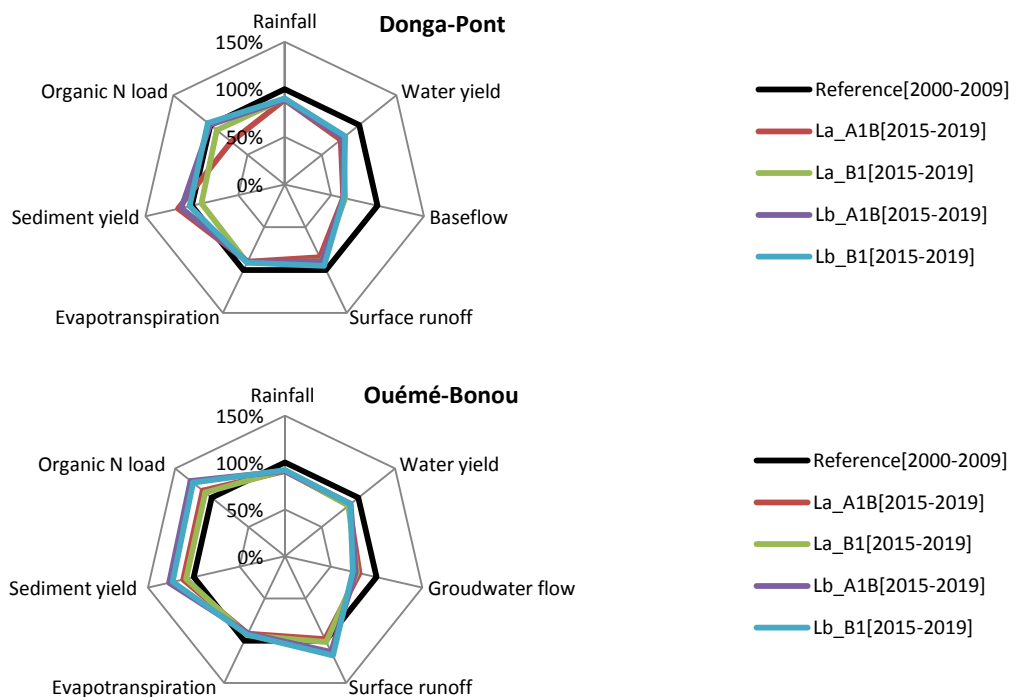 Rainfall
Donga-Pont
150%
Organic N load
100%
Water yield
50%
0%
Sediment yield
Baseflow
Evapotranspiration
Surface runoff
Reference[2000-2009]
La_A1B[2015-2019]
La_B1[2015-2019]
Lb_A1B[2015-2019]
Lb_B1[2015-2019]
Rainfall
Ouémé-Bonou
150%
Organic N load
100%
Water yield
50%
0%
Sediment yield
Groudwater flow
Evapotranspiration
Surface runoff
Reference[2000-2009]
La_A1B[2015-2019]
La_B1[2015-2019]
Lb_A1B[2015-2019]
Lb_B1[2015-2019]